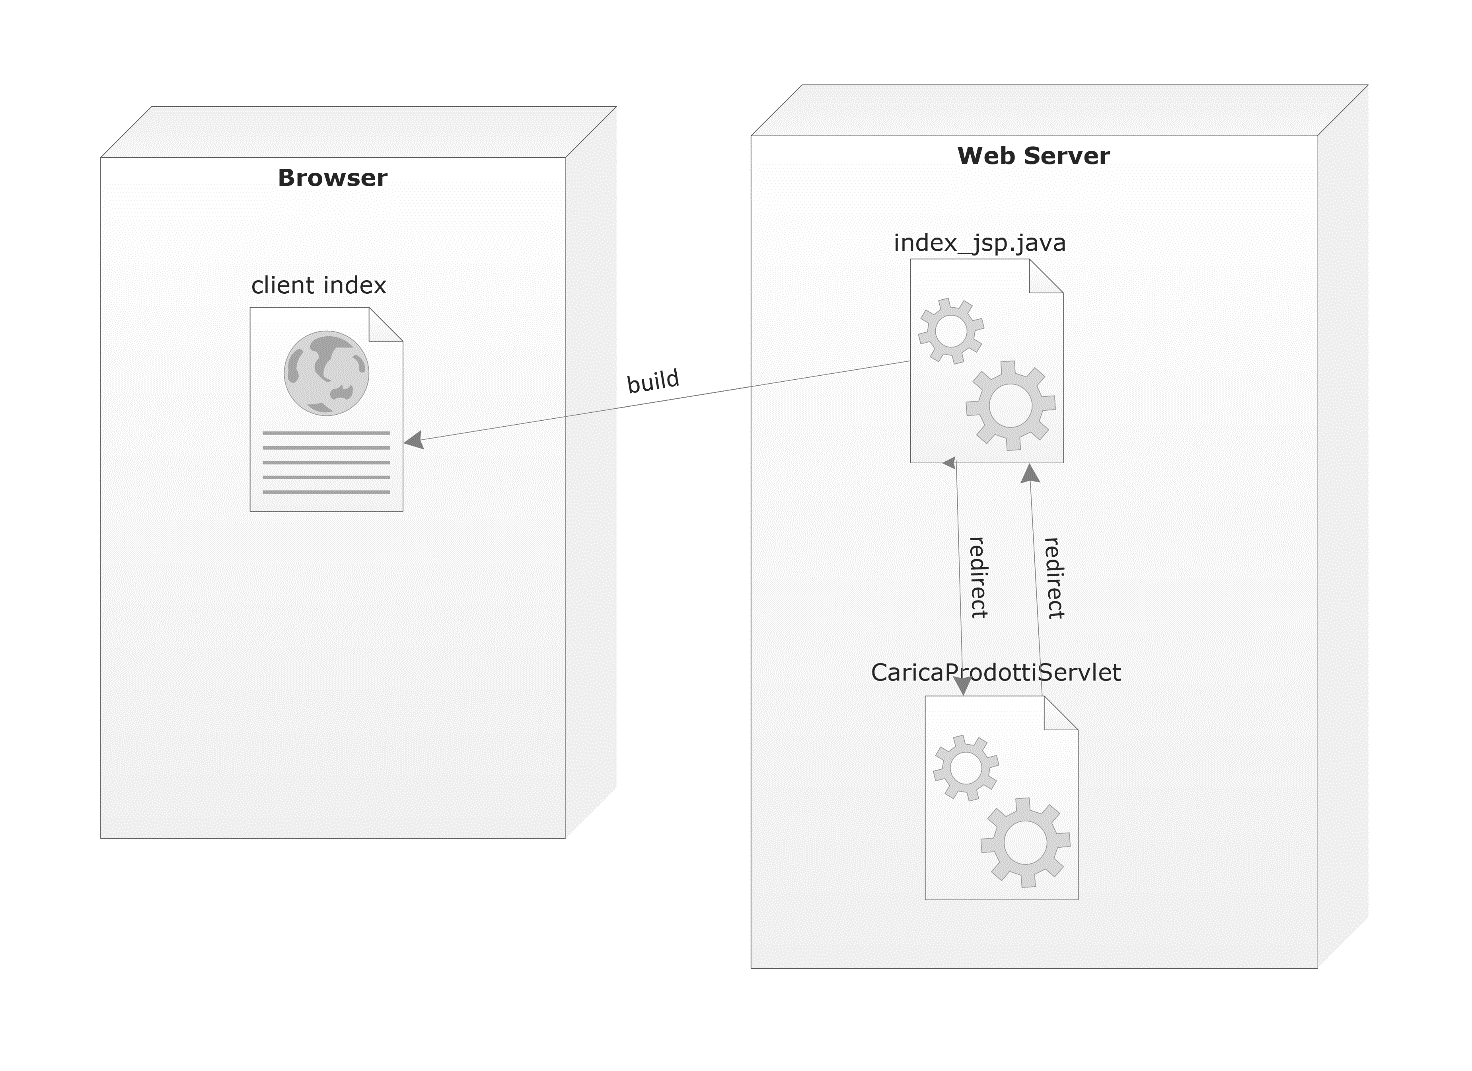 Browser
Web Server
index_jsp.java
client index
build
redirect
redirect
CaricaProdottiServlet